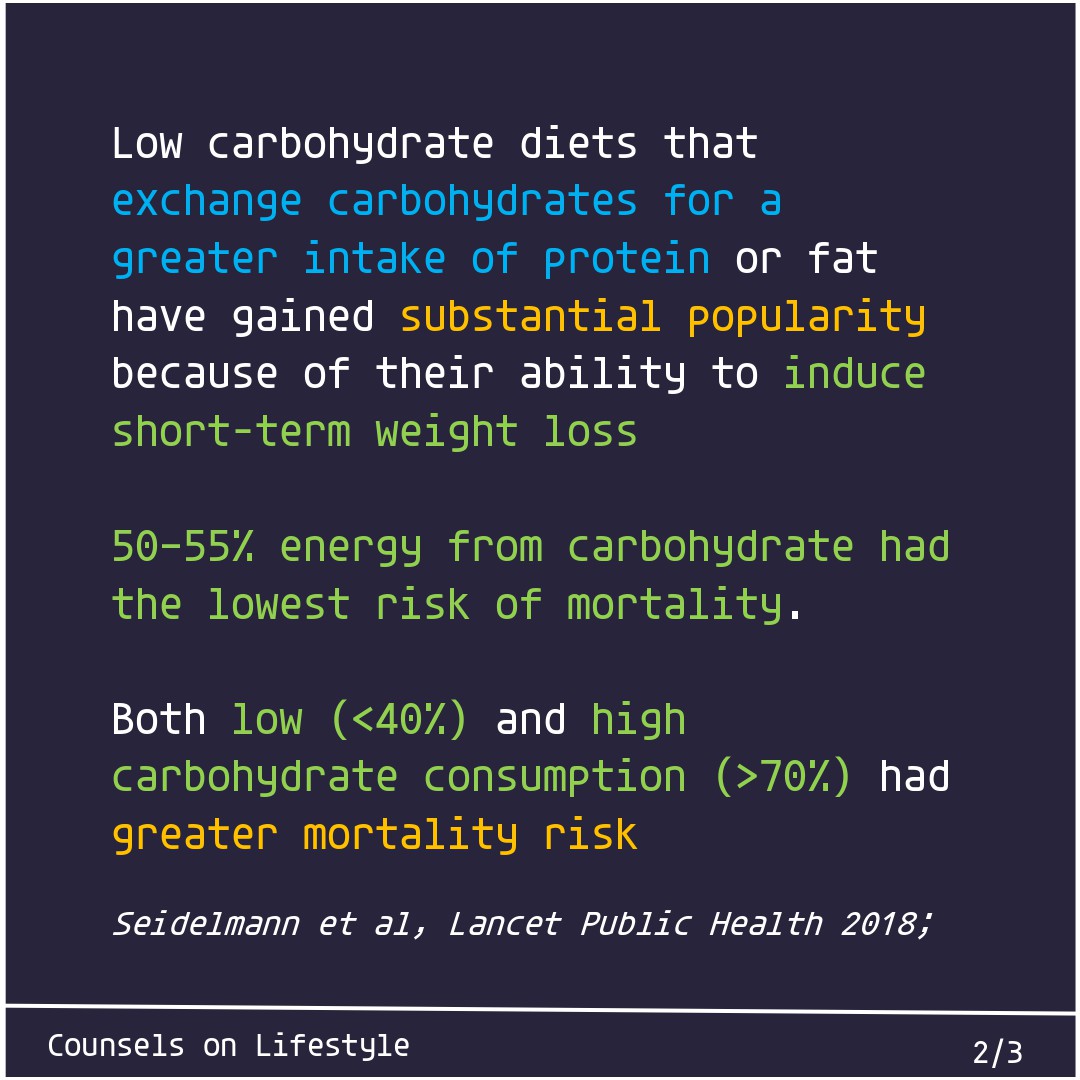 Low carbohydrate diets that
exchange carbohydrates for a
greater intake of protein or fat
have gained substantial popularity
because of their ability to induce
short-term weight loss
50-55% energy from carbohydrate had
the lowest risk of mortality.
Both low (<40%) and high
carbohydrate consumption (>70%) had
greater mortality risk
Seidelmann et al, Lancet Public Health 2018;
Counsels on Lifestyle
2/3